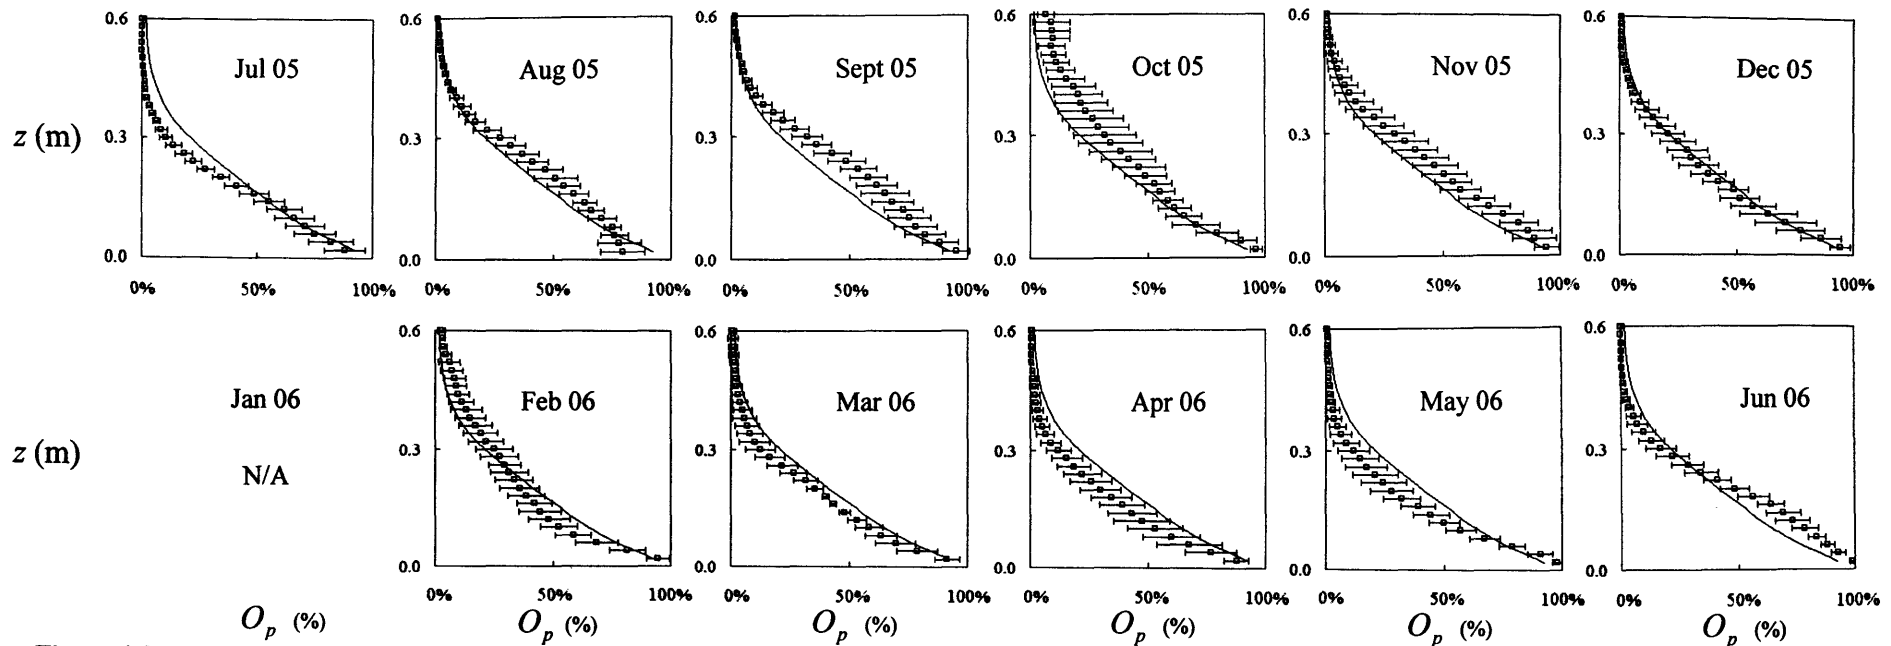 0.6 0.6 0.6 0.6 0.6 0.6
Jul 05 Aug 05 Sept 05 Oct 05 Nov 05 Dec 05
z (m) 0.3 0.3 0.3 0.3 0.3 0.3
0.0 0.0 0.0 0.0 0.0 0.0
0% 50% 100% 0% 50% 100% 0% 50% 100% 0% 50% 100% 0% 50% 100% 0% 50% 100%
0.6 0.6 0.6 0.6 0.6
Jan 06 Feb 06 Mar 06 Apr 06 May 06 Jun 06
z (m) 0.3 0.3 0.3 0.3 0.3
N/A
0.0 0.0 0.0 0.0 0.0
0% 50% 100% 0% 50% 100% 0% 50% 100% 0% 50% 100% 0% 50% 100%
Op (%) Op (%) Op (%) Op (%) Op (%) Op (%)